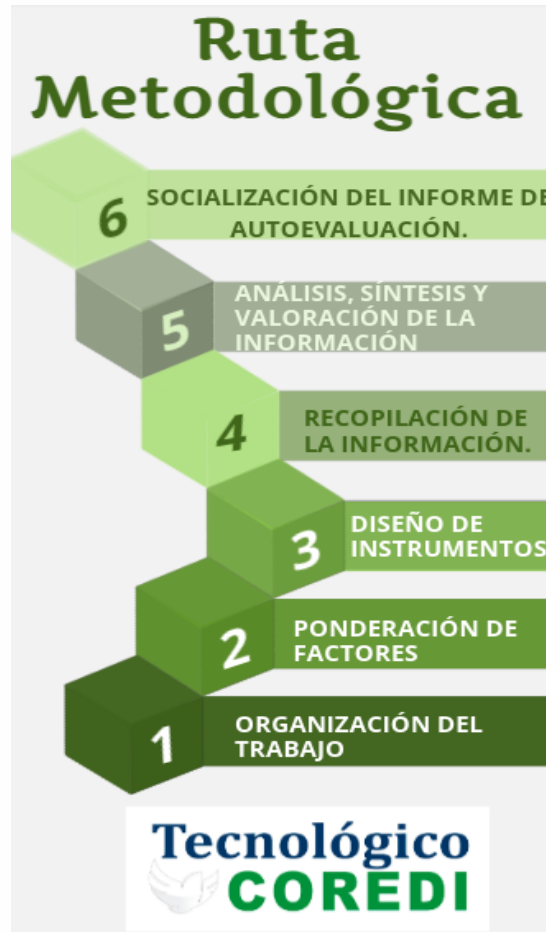 Ruta
Metodológica
6
SOCIALIZACIÓN DEL INFORME DE
AUTOEVALUACIÓN.
5
ANÁLISIS, SÍNTESIS Y
VALORACIÓN DE LA
INFORMACIÓN
4
RECOPILACIÓN DE
LA INFORMACIÓN.
3
DISEÑO DE
INSTRUMENTOS
2
PONDERACIÓN DE
FACTORES
1
ORGANIZACIÓN DEL
TRABAJO
Tecnológico
COREDI